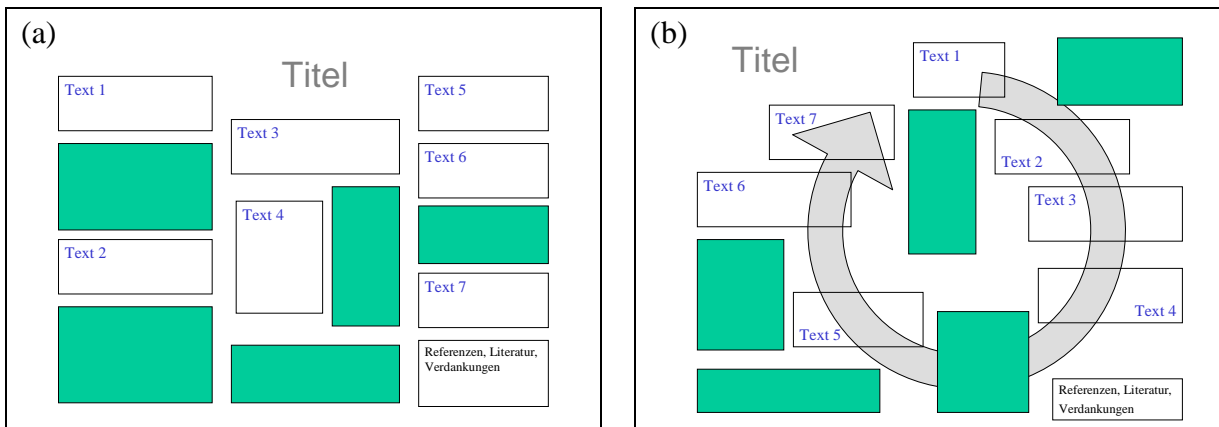 (a)
Titel
Text 1
Text 2
Text 3
Text 4
Text 5
Text 6
Text 7
Referenzen, Literatur,
Verdankungen
(b)
Titel
Text 1
Text 2
Text 3
Text 4
Text 5
Text 6
Text 7
Referenzen, Literatur,
Verdankungen